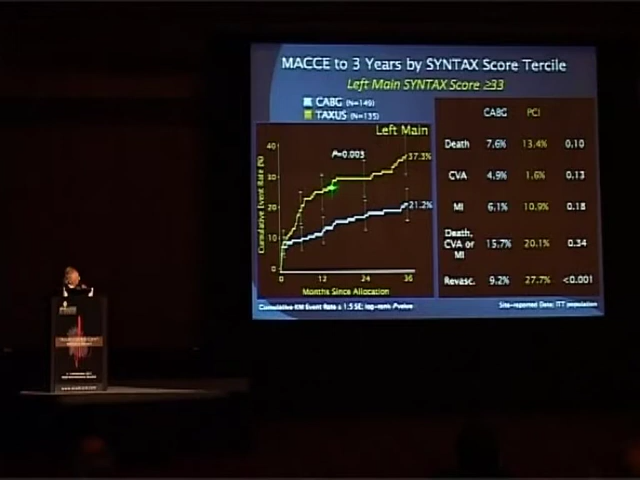 MACCE to 3 Years by SYNTAX Score Tercile
Left Main SYNTAX Score ≥33
CABG (N=149)
TAXUS (N=135)
Left Main
P=0.003
37.3%
21.2%
40
30
20
10
0
0 12 24 36
Cumulative Event Rate (%)
Months Since Allocation
CABG PCI
Death 7.6% 13.4% 0.10
CVA 4.9% 1.6% 0.13
MI 6.1% 10.9% 0.18
Death, CVA or MI 15.7% 20.1% 0.34
Revasc. 9.2% 27.7% <0.001
Cumulative KM Event Rate ± 1.5 SE; log-rank P value
Site-reported Data; ITT population